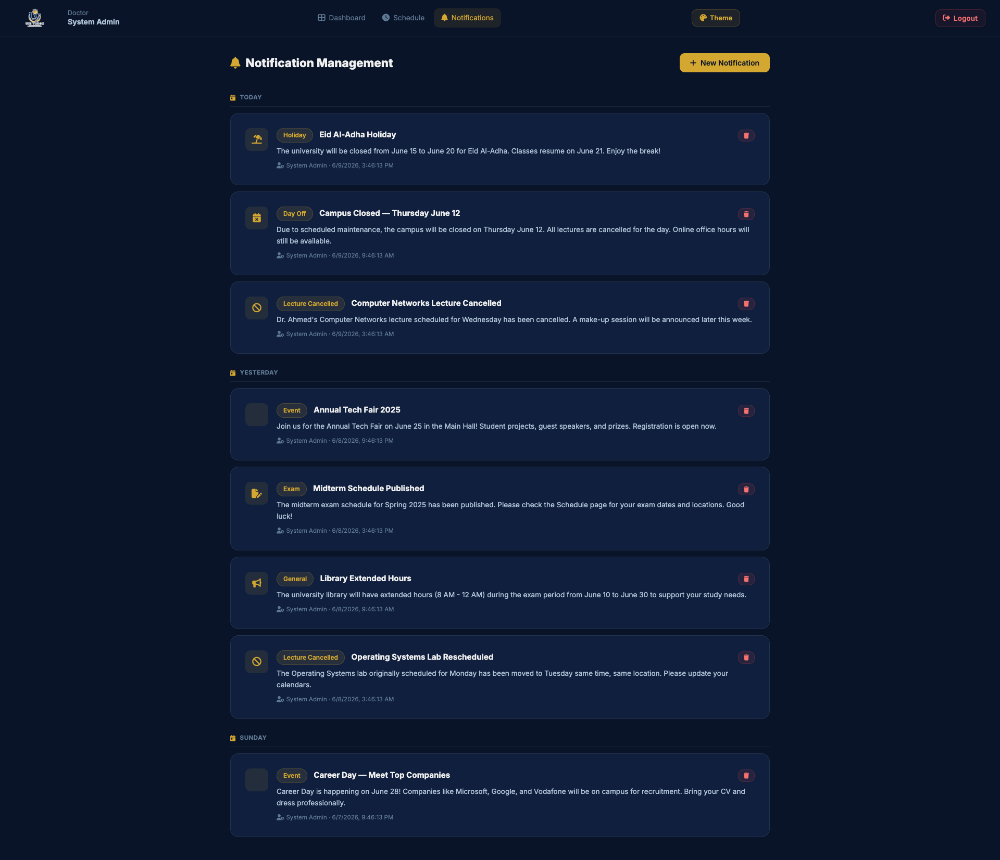 Doctor
System Admin
Dashboard
Schedule
Notifications
Theme
Logout
Notification Management
New Notification
TODAY
Holiday
Eid Al-Adha Holiday
The university will be closed from June 15 to June 20 for Eid Al-Adha. Classes resume on June 21. Enjoy the break!
System Admin · 6/9/2026, 3:46:13 PM
Day Off
Campus Closed — Thursday June 12
Due to scheduled maintenance, the campus will be closed on Thursday June 12. All lectures are cancelled for the day. Online office hours will
still be available.
System Admin · 6/9/2026, 9:46:13 AM
Lecture Cancelled
Computer Networks Lecture Cancelled
Dr. Ahmed's Computer Networks lecture scheduled for Wednesday has been cancelled. A make-up session will be announced later this week.
System Admin · 6/9/2026, 3:46:13 AM
YESTERDAY
Event
Annual Tech Fair 2025
Join us for the Annual Tech Fair on June 25 in the Main Hall! Student projects, guest speakers, and prizes. Registration is open now.
System Admin · 6/8/2026, 9:46:13 PM
Exam
Midterm Schedule Published
The midterm exam schedule for Spring 2025 has been published. Please check the Schedule page for your exam dates and locations. Good
luck!
System Admin · 6/8/2026, 3:46:13 PM
General
Library Extended Hours
The university library will have extended hours (8 AM - 12 AM) during the exam period from June 10 to June 30 to support your study needs.
System Admin · 6/8/2026, 9:46:13 AM
Lecture Cancelled
Operating Systems Lab Rescheduled
The Operating Systems lab originally scheduled for Monday has been moved to Tuesday same time, same location. Please update your
calendars.
System Admin · 6/8/2026, 3:46:13 AM
SUNDAY
Event
Career Day — Meet Top Companies
Career Day is happening on June 28! Companies like Microsoft, Google, and Vodafone will be on campus for recruitment. Bring your CV and
dress professionally.
System Admin · 6/7/2026, 9:46:13 PM